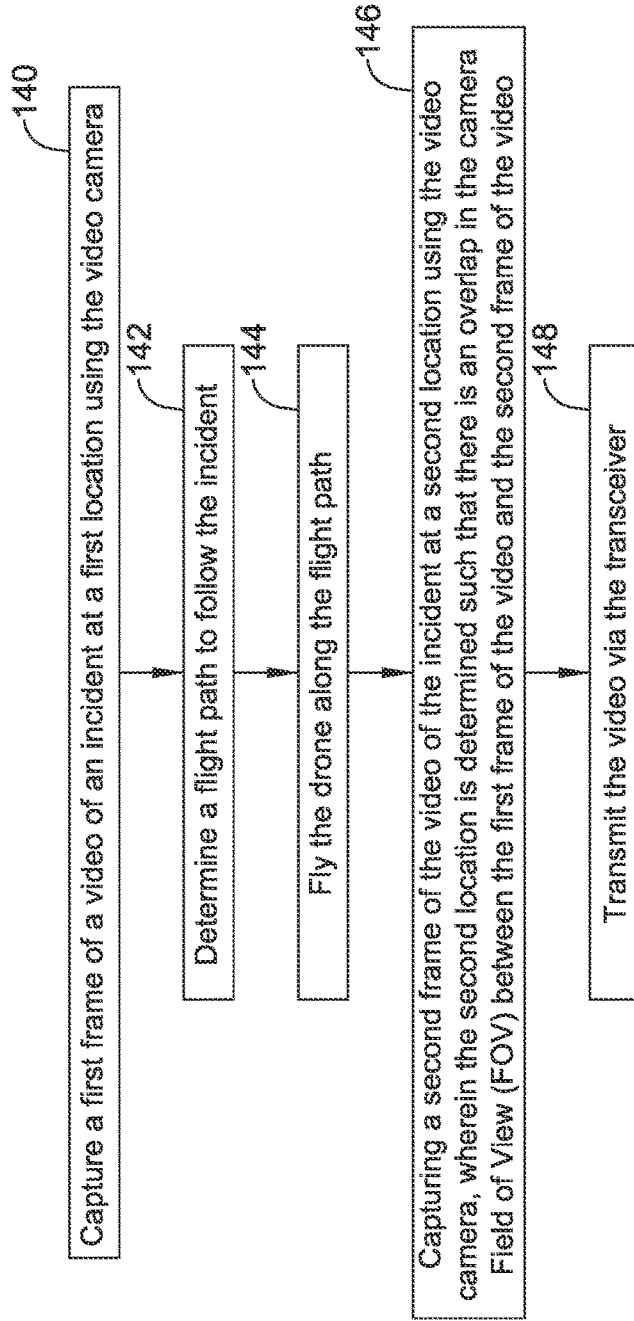 140
Capture a first frame of a video of an incident at a first location using the video camera
142
Determine a flight path to follow the incident
144
Fly the drone along the flight path
146
Capturing a second frame of the video of the incident at a second location using the video
camera, wherein the second location is determined such that there is an overlap in the camera
Field of View (FOV) between the first frame of the video and the second frame of the video
148
Transmit the video via the transceiver